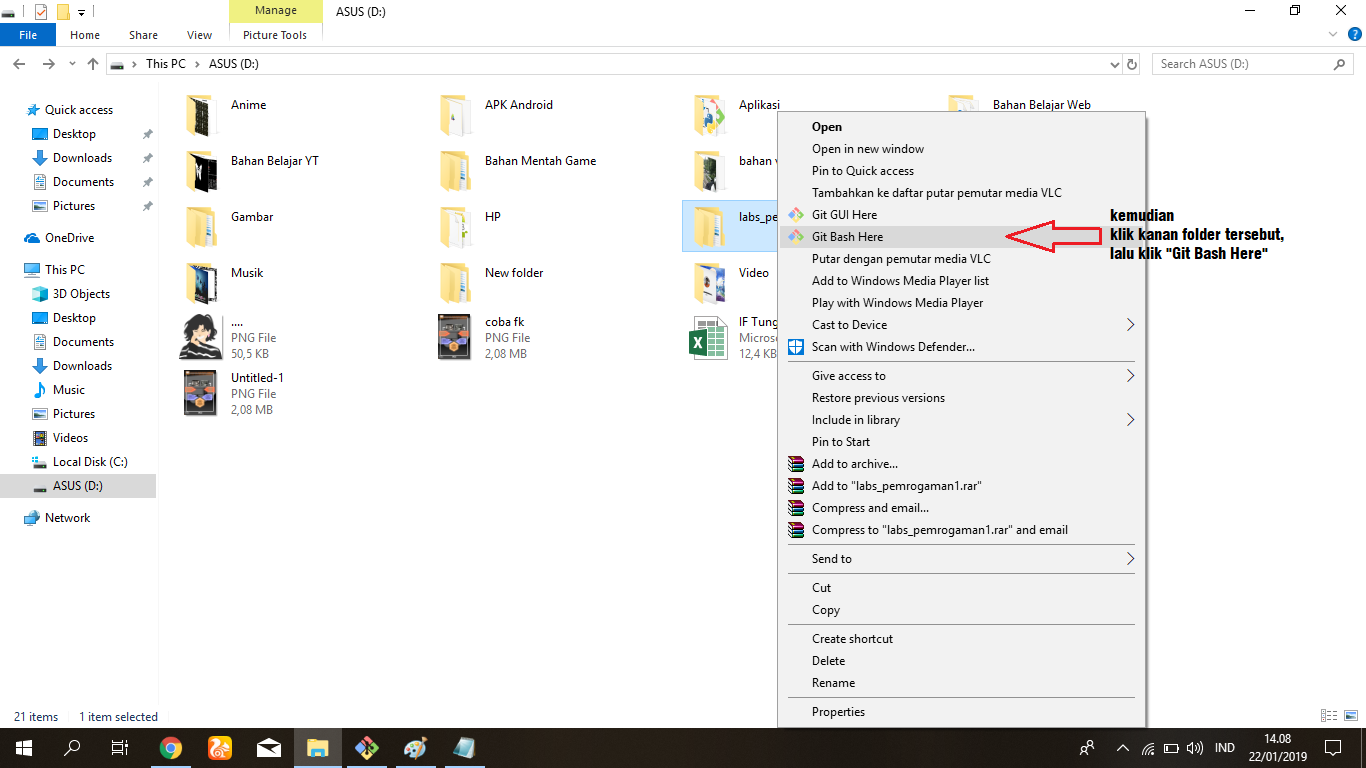 Manage
ASUS (D:)
File
Home
Share
View
Picture Tools
This PC
ASUS (D:)
Search ASUS (D:)
Quick access
Desktop
Downloads
Documents
Pictures
OneDrive
This PC
3D Objects
Desktop
Documents
Downloads
Music
Pictures
Videos
Local Disk (C:)
ASUS (D:)
Network
Anime
APK Android
Aplikasi
Bahan Belajar Web
Bahan Belajar YT
Bahan Mentah Game
bahan
Gambar
HP
labs_pe
Musik
New folder
Video
....
PNG File
50,5 KB
coba fk
PNG File
2,08 MB
IF Tung
Microso
12,4 KB
Untitled-1
PNG File
2,08 MB
Open
Open in new window
Pin to Quick access
Tambahkan ke daftar putar pemutar media VLC
Git GUI Here
Git Bash Here
Putar dengan pemutar media VLC
Add to Windows Media Player list
Play with Windows Media Player
Cast to Device
Scan with Windows Defender...
Give access to
Restore previous versions
Include in library
Pin to Start
Add to archive...
Add to "labs_pemrogaman1.rar"
Compress and email...
Compress to "labs_pemrogaman1.rar" and email
Send to
Cut
Copy
Create shortcut
Delete
Rename
Properties
kemudian
klik kanan folder tersebut,
lalu klik "Git Bash Here"
21 items
1 item selected
IND
14.08
22/01/2019